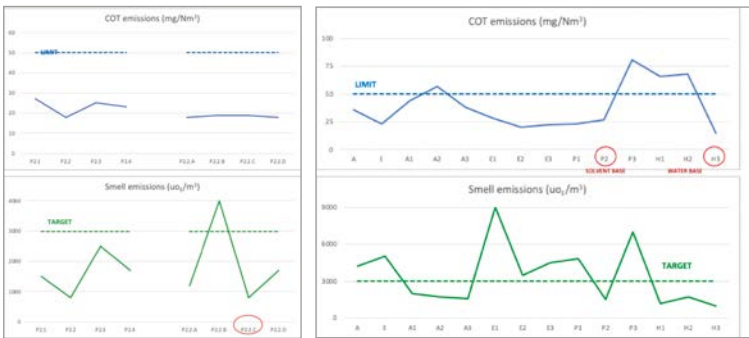 COT emissions (mg/Nm³)
60
50
LIMIT
40
30
20
10
0
P2.1
P2.2
P2.3
P1.4
P2.2.A
P2.2.B
P2.2.C
P2.2.D
Smell emissions (uo₅/m³)
4000
TARGET
3000
2000
1000
0
P2.1
P2.2
P2.3
P1.4
P2.2.A
P2.2.B
P2.2.C
P2.2.D
COT emissions (mg/Nm³)
100
75
LIMIT
50
25
0
A
E
A1
A2
A3
E1
E2
E3
P1
P2
P3
H1
H2
H3
SOLVENT BASE
WATER BASE
Smell emissions (uo₅/m³)
9000
6000
TARGET
3000
0
A
E
A1
A2
A3
E1
E2
E3
P1
P2
P3
H1
H2
H3